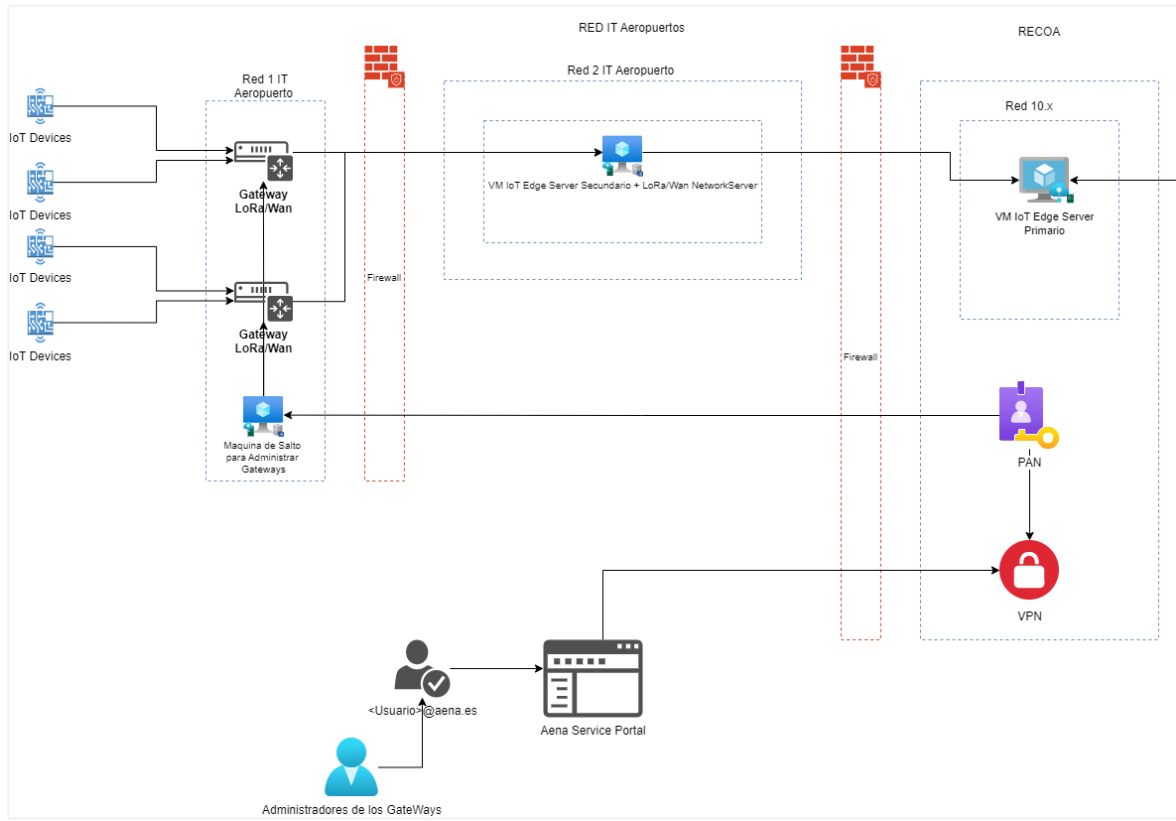 RED IT Aeropuertos
RECOA
Red 1 IT
Aeropuerto
Red 2 IT Aeropuerto
Red 10.x
IoT Devices
IoT Devices
IoT Devices
IoT Devices
Gateway
LoRa/Wan
Gateway
LoRa/Wan
VM IoT Edge Server Secundario + LoRa/Wan NetworkServer
VM IoT Edge Server
Primario
Firewall
Firewall
Maquina de Salto
para Administrar
Gateways
PAN
VPN
<Usuario>@aena.es
Aena Service Portal
Administradores de los GateWays